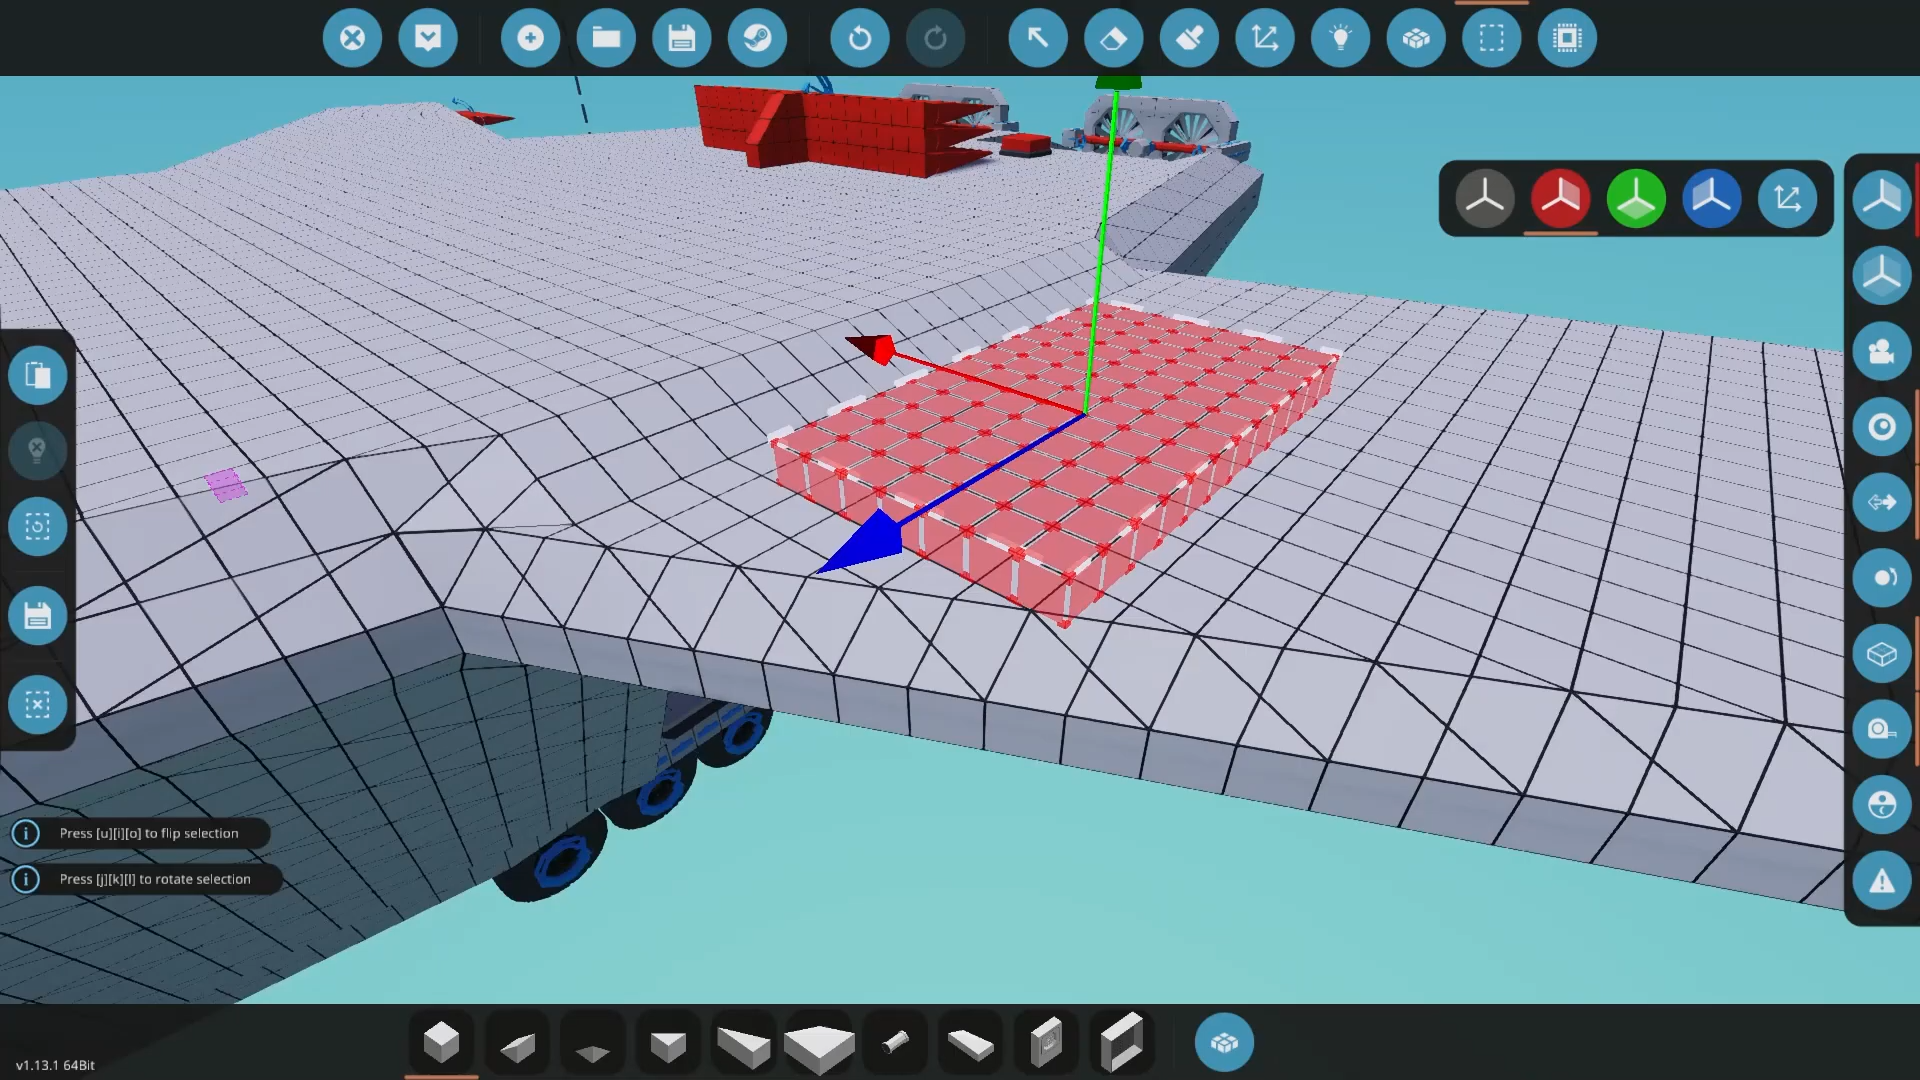 Press [u][i][o] to flip selection
Press [j][k][l] to rotate selection
v1.13.1 64Bit